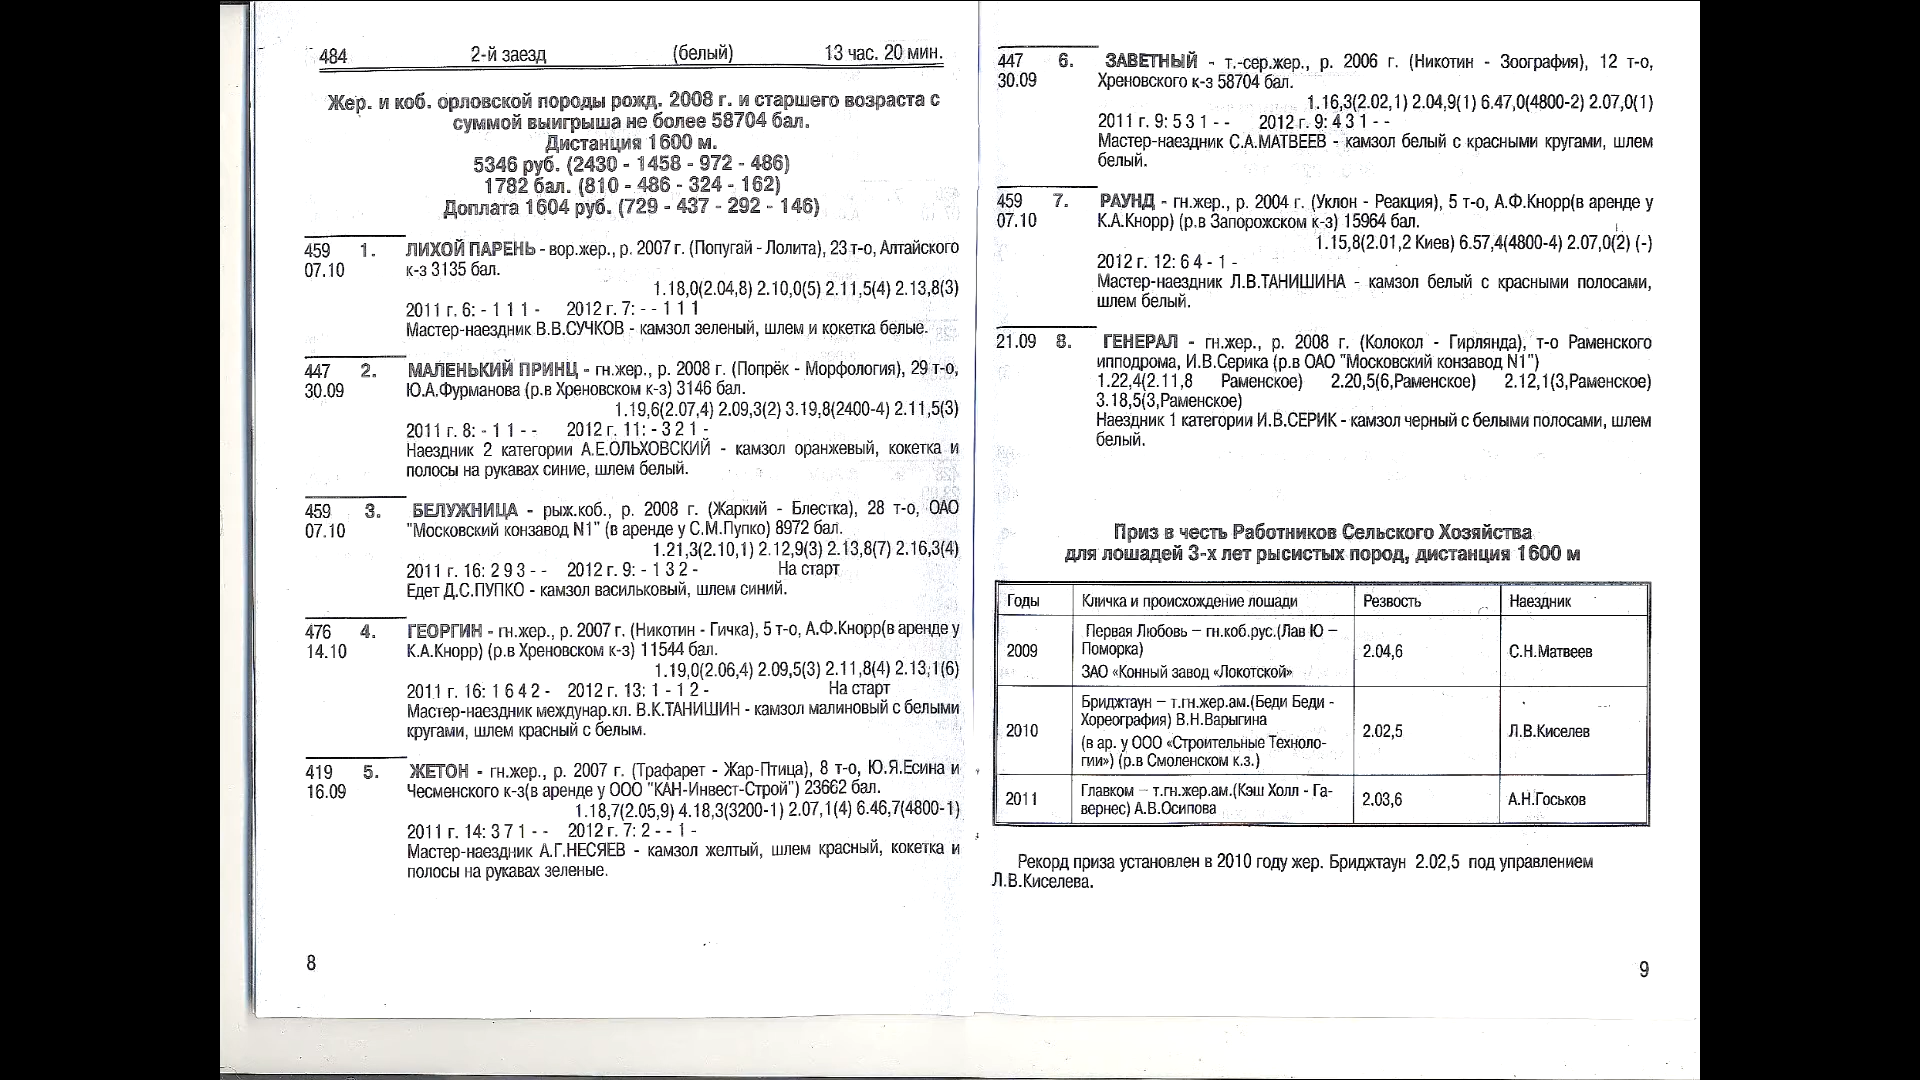 484 2-й заезд (белый) 13 час. 20 мин.
Жер. и коб. орловской породы рожд. 2008 г. и старшего возраста с
суммой выигрыша не более 58704 бал.
Дистанция 1600 м.
5346 руб. (2430 - 1458 - 972 - 486)
1782 бал. (810 - 486 - 324 - 162)
Доплата 1604 руб. (729 - 437 - 292 - 146)
459 1. ЛИХОЙ ПАРЕНЬ - вор.жер., р. 2007 г. (Попугай - Лолита), 23 т-о, Алтайского
07.10 к-з 3135 бал.
1.18,0(2.04,8) 2.10,0(5) 2.11,5(4) 2.13,8(3)
2011 г. 6: - 1 1 1 - 2012 г. 7: - - 1 1 1
Мастер-наездник В.В.СУЧКОВ - камзол зеленый, шлем и кокетка белые.
447 2. МАЛЕНЬКИЙ ПРИНЦ - гн.жер., р. 2008 г. (Попрёк - Морфология), 29 т-о,
30.09 Ю.А.Фурманова (р.в Хреновском к-з) 3146 бал.
1.19,6(2.07,4) 2.09,3(2) 3.19,8(2400-4) 2.11,5(3)
2011 г. 8: - 1 1 - - 2012 г. 11: - 3 2 1 -
Наездник 2 категории А.Е.ОЛЬХОВСКИЙ - камзол оранжевый, кокетка и
полосы на рукавах синие, шлем белый.
459 3. БЕЛУЖНИЦА - рыж.коб., р. 2008 г. (Жаркий - Блестка), 28 т-о, ОАО
07.10 "Московский конзавод N1" (в аренде у С.М.Пупко) 8972 бал.
1.21,3(2.10,1) 2.12,9(3) 2.13,8(7) 2.16,3(4)
2011 г. 16: 2 9 3 - - 2012 г. 9: - 1 3 2 - На старт
Едет Д.С.ПУПКО - камзол васильковый, шлем синий.
476 4. ГЕОРГИН - гн.жер., р. 2007 г. (Никотин - Гичка), 5 т-о, А.Ф.Кнорр(в аренде у
14.10 К.А.Кнорр) (р.в Хреновском к-з) 11544 бал.
1.19,0(2.06,4) 2.09,5(3) 2.11,8(4) 2.13,1(6)
2011 г. 16: 1 6 4 2 - 2012 г. 13: 1 - 1 2 - На старт
Мастер-наездник междунар.кл. В.К.ТАНИШИН - камзол малиновый с белыми
кругами, шлем красный с белым.
419 5. ЖЕТОН - гн.жер., р. 2007 г. (Трафарет - Жар-Птица), 8 т-о, Ю.Я.Есина и
16.09 Чесменского к-з(в аренде у ООО "КАН-Инвест-Строй") 23662 бал.
1.18,7(2.05,9) 4.18,3(3200-1) 2.07,1(4) 6.46,7(4800-1)
2011 г. 14: 3 7 1 - - 2012 г. 7: 2 - - 1 -
Мастер-наездник А.Г.НЕСЯЕВ - камзол желтый, шлем красный, кокетка и
полосы на рукавах зеленые.
8
447 6. ЗАВЕТНЫЙ - т.-сер.жер., р. 2006 г. (Никотин - Зоография), 12 т-о,
30.09 Хреновского к-з 58704 бал.
1.16,3(2.02,1) 2.04,9(1) 6.47,0(4800-2) 2.07,0(1)
2011 г. 9: 5 3 1 - - 2012 г. 9: 4 3 1 - -
Мастер-наездник С.А.МАТВЕЕВ - камзол белый с красными кругами, шлем
белый.
459 7. РАУНД - гн.жер., р. 2004 г. (Уклон - Реакция), 5 т-о, А.Ф.Кнорр(в аренде у
07.10 К.А.Кнорр) (р.в Запорожском к-з) 15964 бал.
1.15,8(2.01,2 Киев) 6.57,4(4800-4) 2.07,0(2) (-)
2012 г. 12: 6 4 - 1 -
Мастер-наездник Л.В.ТАНИШИНА - камзол белый с красными полосами,
шлем белый.
21.09 8. ГЕНЕРАЛ - гн.жер., р. 2008 г. (Колокол - Гирлянда), т-о Раменского
ипподрома, И.В.Серика (р.в ОАО "Московский конзавод N1")
1.22,4(2.11,8 Раменское) 2.20,5(6,Раменское) 2.12,1(3,Раменское)
3.18,5(3,Раменское)
Наездник 1 категории И.В.СЕРИК - камзол черный с белыми полосами, шлем
белый.
Приз в честь Работников Сельского Хозяйства
для лошадей 3-х лет рысистых пород, дистанция 1600 м
Годы Кличка и происхождение лошади Резвость Наездник
Первая Любовь – гн.коб.рус.(Лав Ю –
2009 Поморка) 2.04,6 С.Н.Матвеев
ЗАО «Конный завод «Локотской»
Бриджтаун – т.гн.жер.ам.(Беди Беди -
Хореография) В.Н.Варыгина
2010 (в ар. у ООО «Строительные Техноло- 2.02,5 Л.В.Киселев
гии») (р.в Смоленском к.з.)
2011 Главком – т.гн.жер.ам.(Кэш Холл - Га- 2.03,6 А.Н.Госьков
вернес) А.В.Осипова
Рекорд приза установлен в 2010 году жер. Бриджтаун 2.02,5 под управлением
Л.В.Киселева.
9